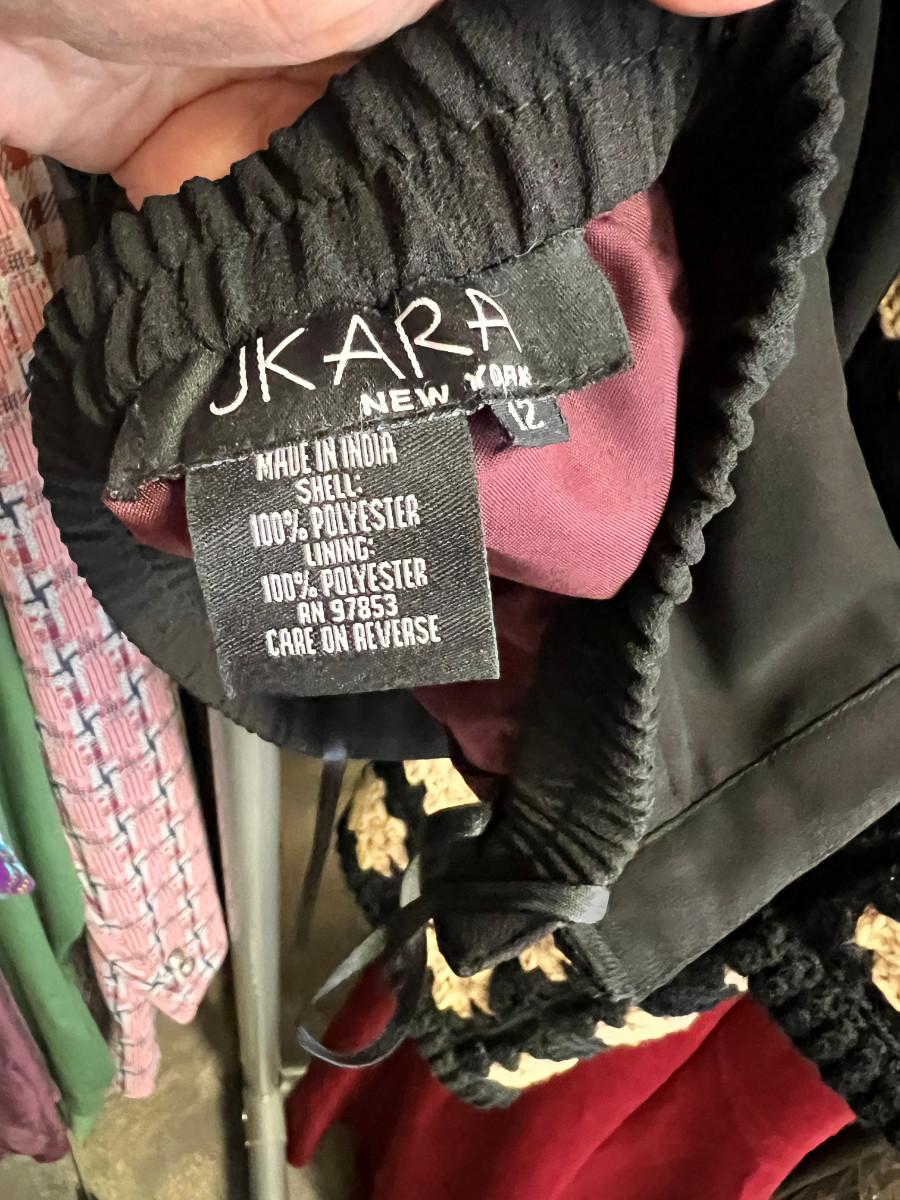 JKARA
NEW YORK
12
MADE IN INDIA
SHELL:
100% POLYESTER
LINING:
100% POLYESTER
RN 97853
CARE ON REVERSE